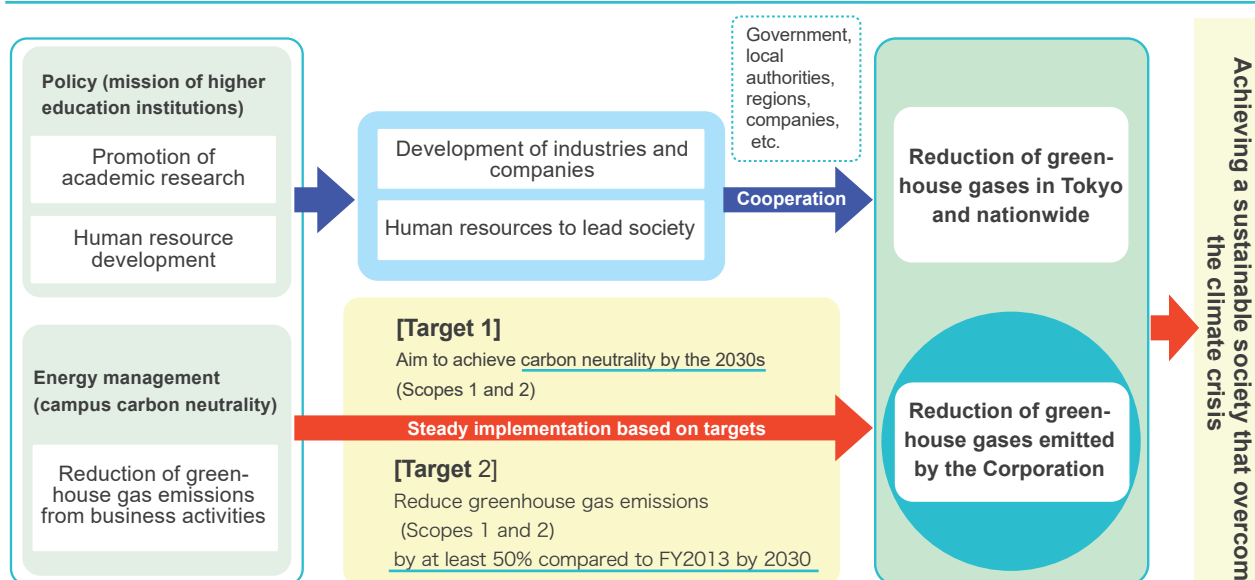 Policy (mission of higher
education institutions)
Promotion of
academic research
Human resource
development
Development of industries and
companies
Human resources to lead society
Government,
local
authorities,
regions,
companies,
etc.
Cooperation
Reduction of green-
house gases in Tokyo
and nationwide
Energy management
(campus carbon neutrality)
Reduction of green-
house gas emissions
from business activities
[Target 1]
Aim to achieve carbon neutrality by the 2030s
(Scopes 1 and 2)
Steady implementation based on targets
[Target 2]
Reduce greenhouse gas emissions
(Scopes 1 and 2)
by at least 50% compared to FY2013 by 2030
Reduction of green-
house gases emitted
by the Corporation
Achieving a sustainable society that overcom
the climate crisis